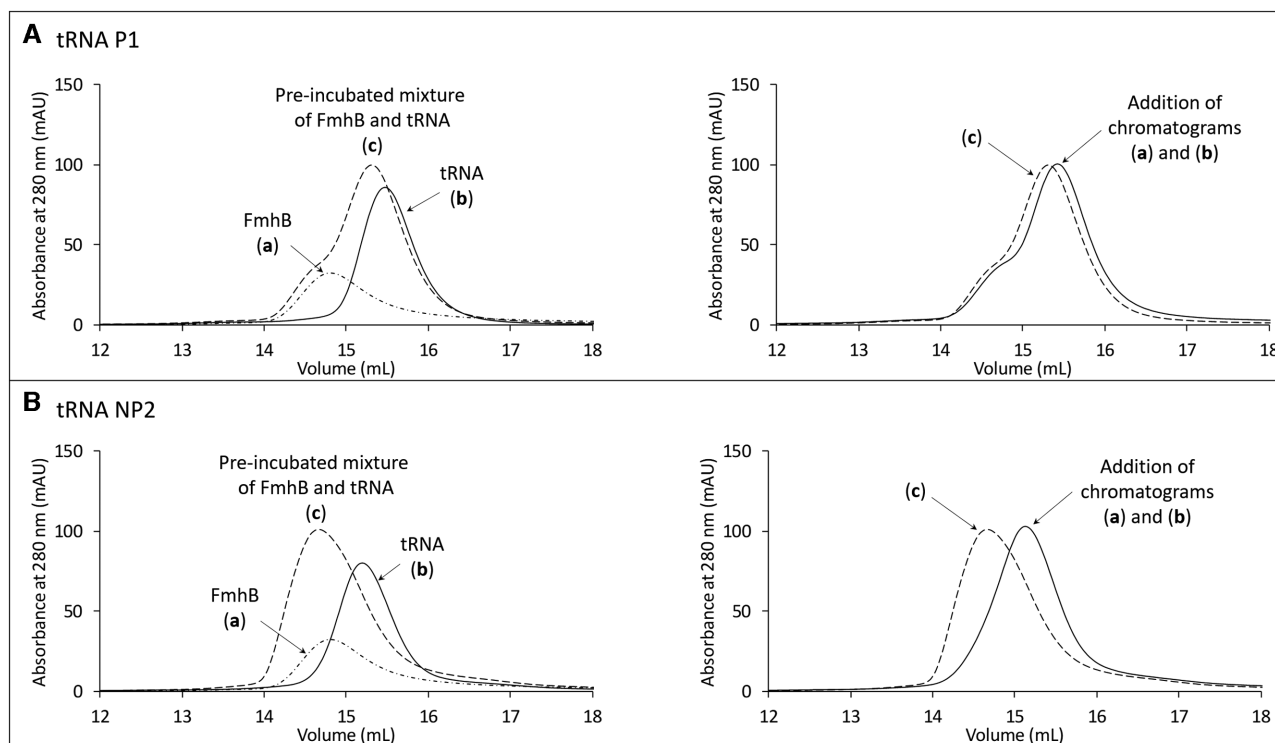 A tRNA P1
150
100
50
0
Absorbance at 280 nm (mAU)
Pre-incubated mixture
of FmhB and tRNA
(c)
tRNA
(b)
FmhB
(a)
12 13 14 15 16 17 18
Volume (mL)
150
100
50
0
Absorbance at 280 nm (mAU)
(c)
Addition of
chromatograms
(a) and (b)
12 13 14 15 16 17 18
Volume (mL)
B tRNA NP2
150
100
50
0
Absorbance at 280 nm (mAU)
Pre-incubated mixture
of FmhB and tRNA
(c)
tRNA
(b)
FmhB
(a)
12 13 14 15 16 17 18
Volume (mL)
150
100
50
0
Absorbance at 280 nm (mAU)
(c)
Addition of
chromatograms
(a) and (b)
12 13 14 15 16 17 18
Volume (mL)